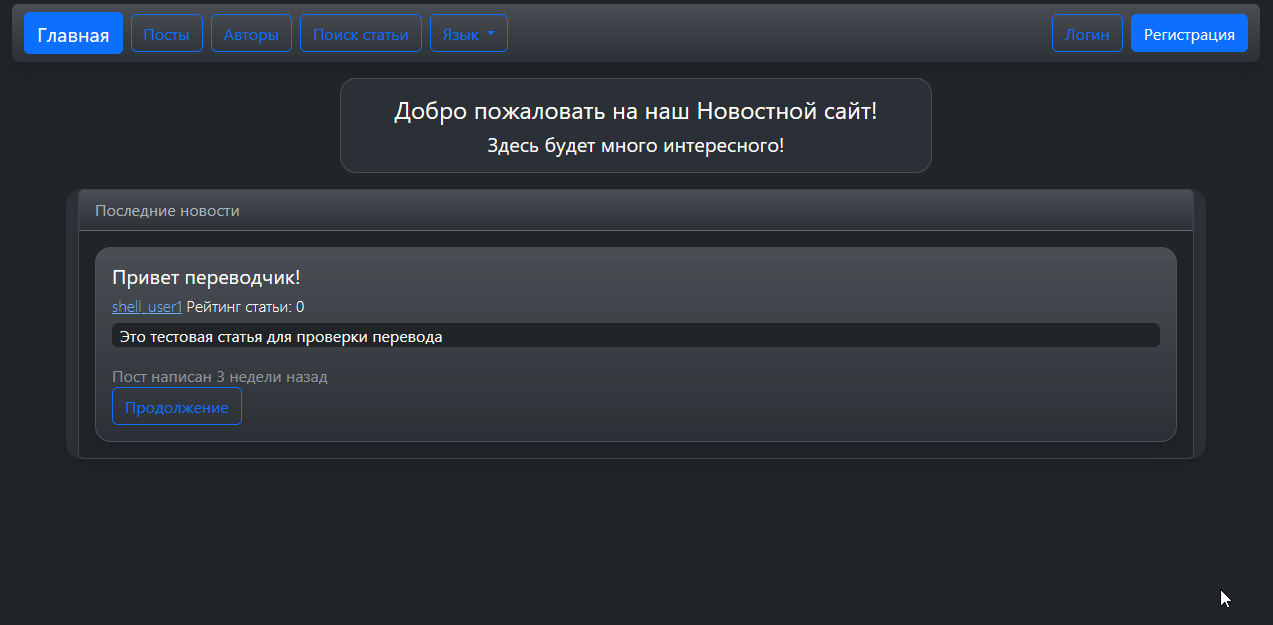 Главная Посты Авторы Поиск статьи Язык Логин Регистрация
Добро пожаловать на наш Новостной сайт!
Здесь будет много интересного!
Последние новости
Привет переводчик!
shell_user1 Рейтинг статьи: 0
Это тестовая статья для проверки перевода
Пост написан 3 недели назад
Продолжение